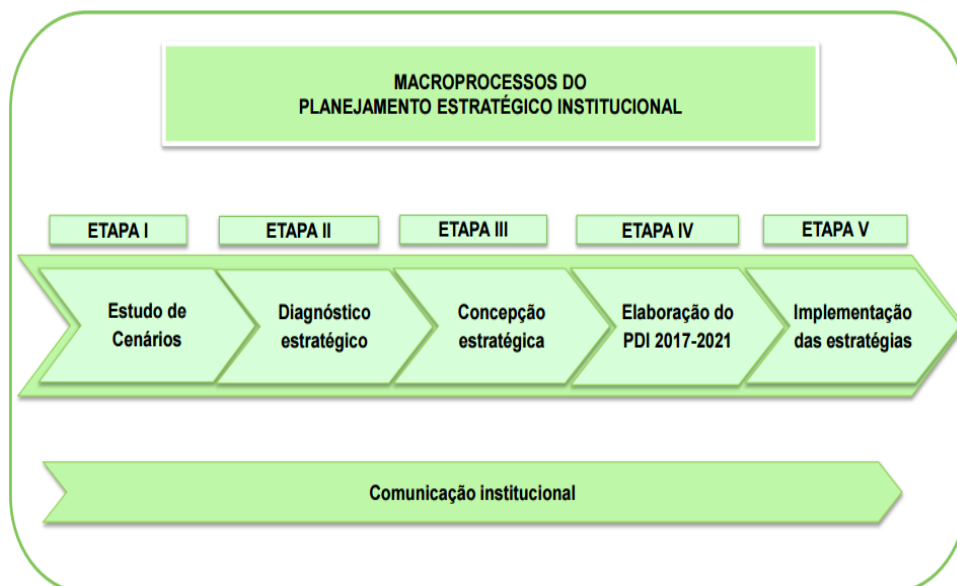 MACROPROCESSOS DO
PLANEJAMENTO ESTRATÉGICO INSTITUCIONAL
ETAPA I
ETAPA II
ETAPA III
ETAPA IV
ETAPA V
Estudo de
Cenários
Diagnóstico
estratégico
Concepção
estratégica
Elaboração do
PDI 2017-2021
Implementação
das estratégias
Comunicação institucional